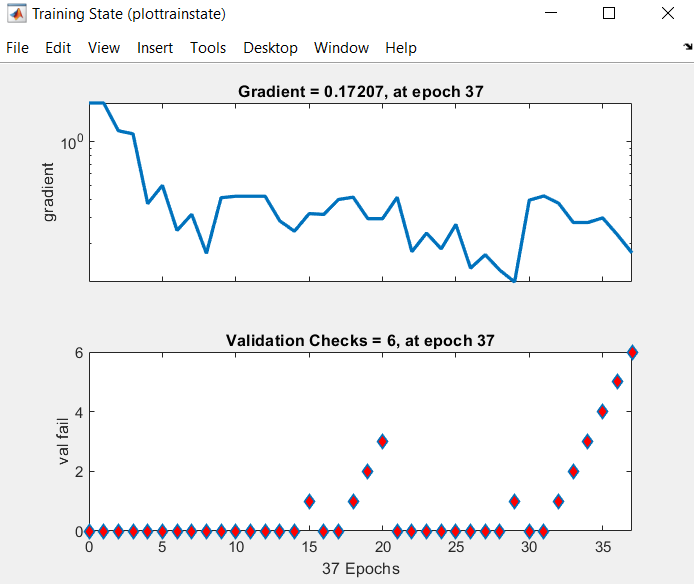 Training State (plottrainstate)
File Edit View Insert Tools Desktop Window Help
Gradient = 0.17207, at epoch 37
10^0
gradient
Validation Checks = 6, at epoch 37
6
4
2
0
val fail
0 5 10 15 20 25 30 35
37 Epochs